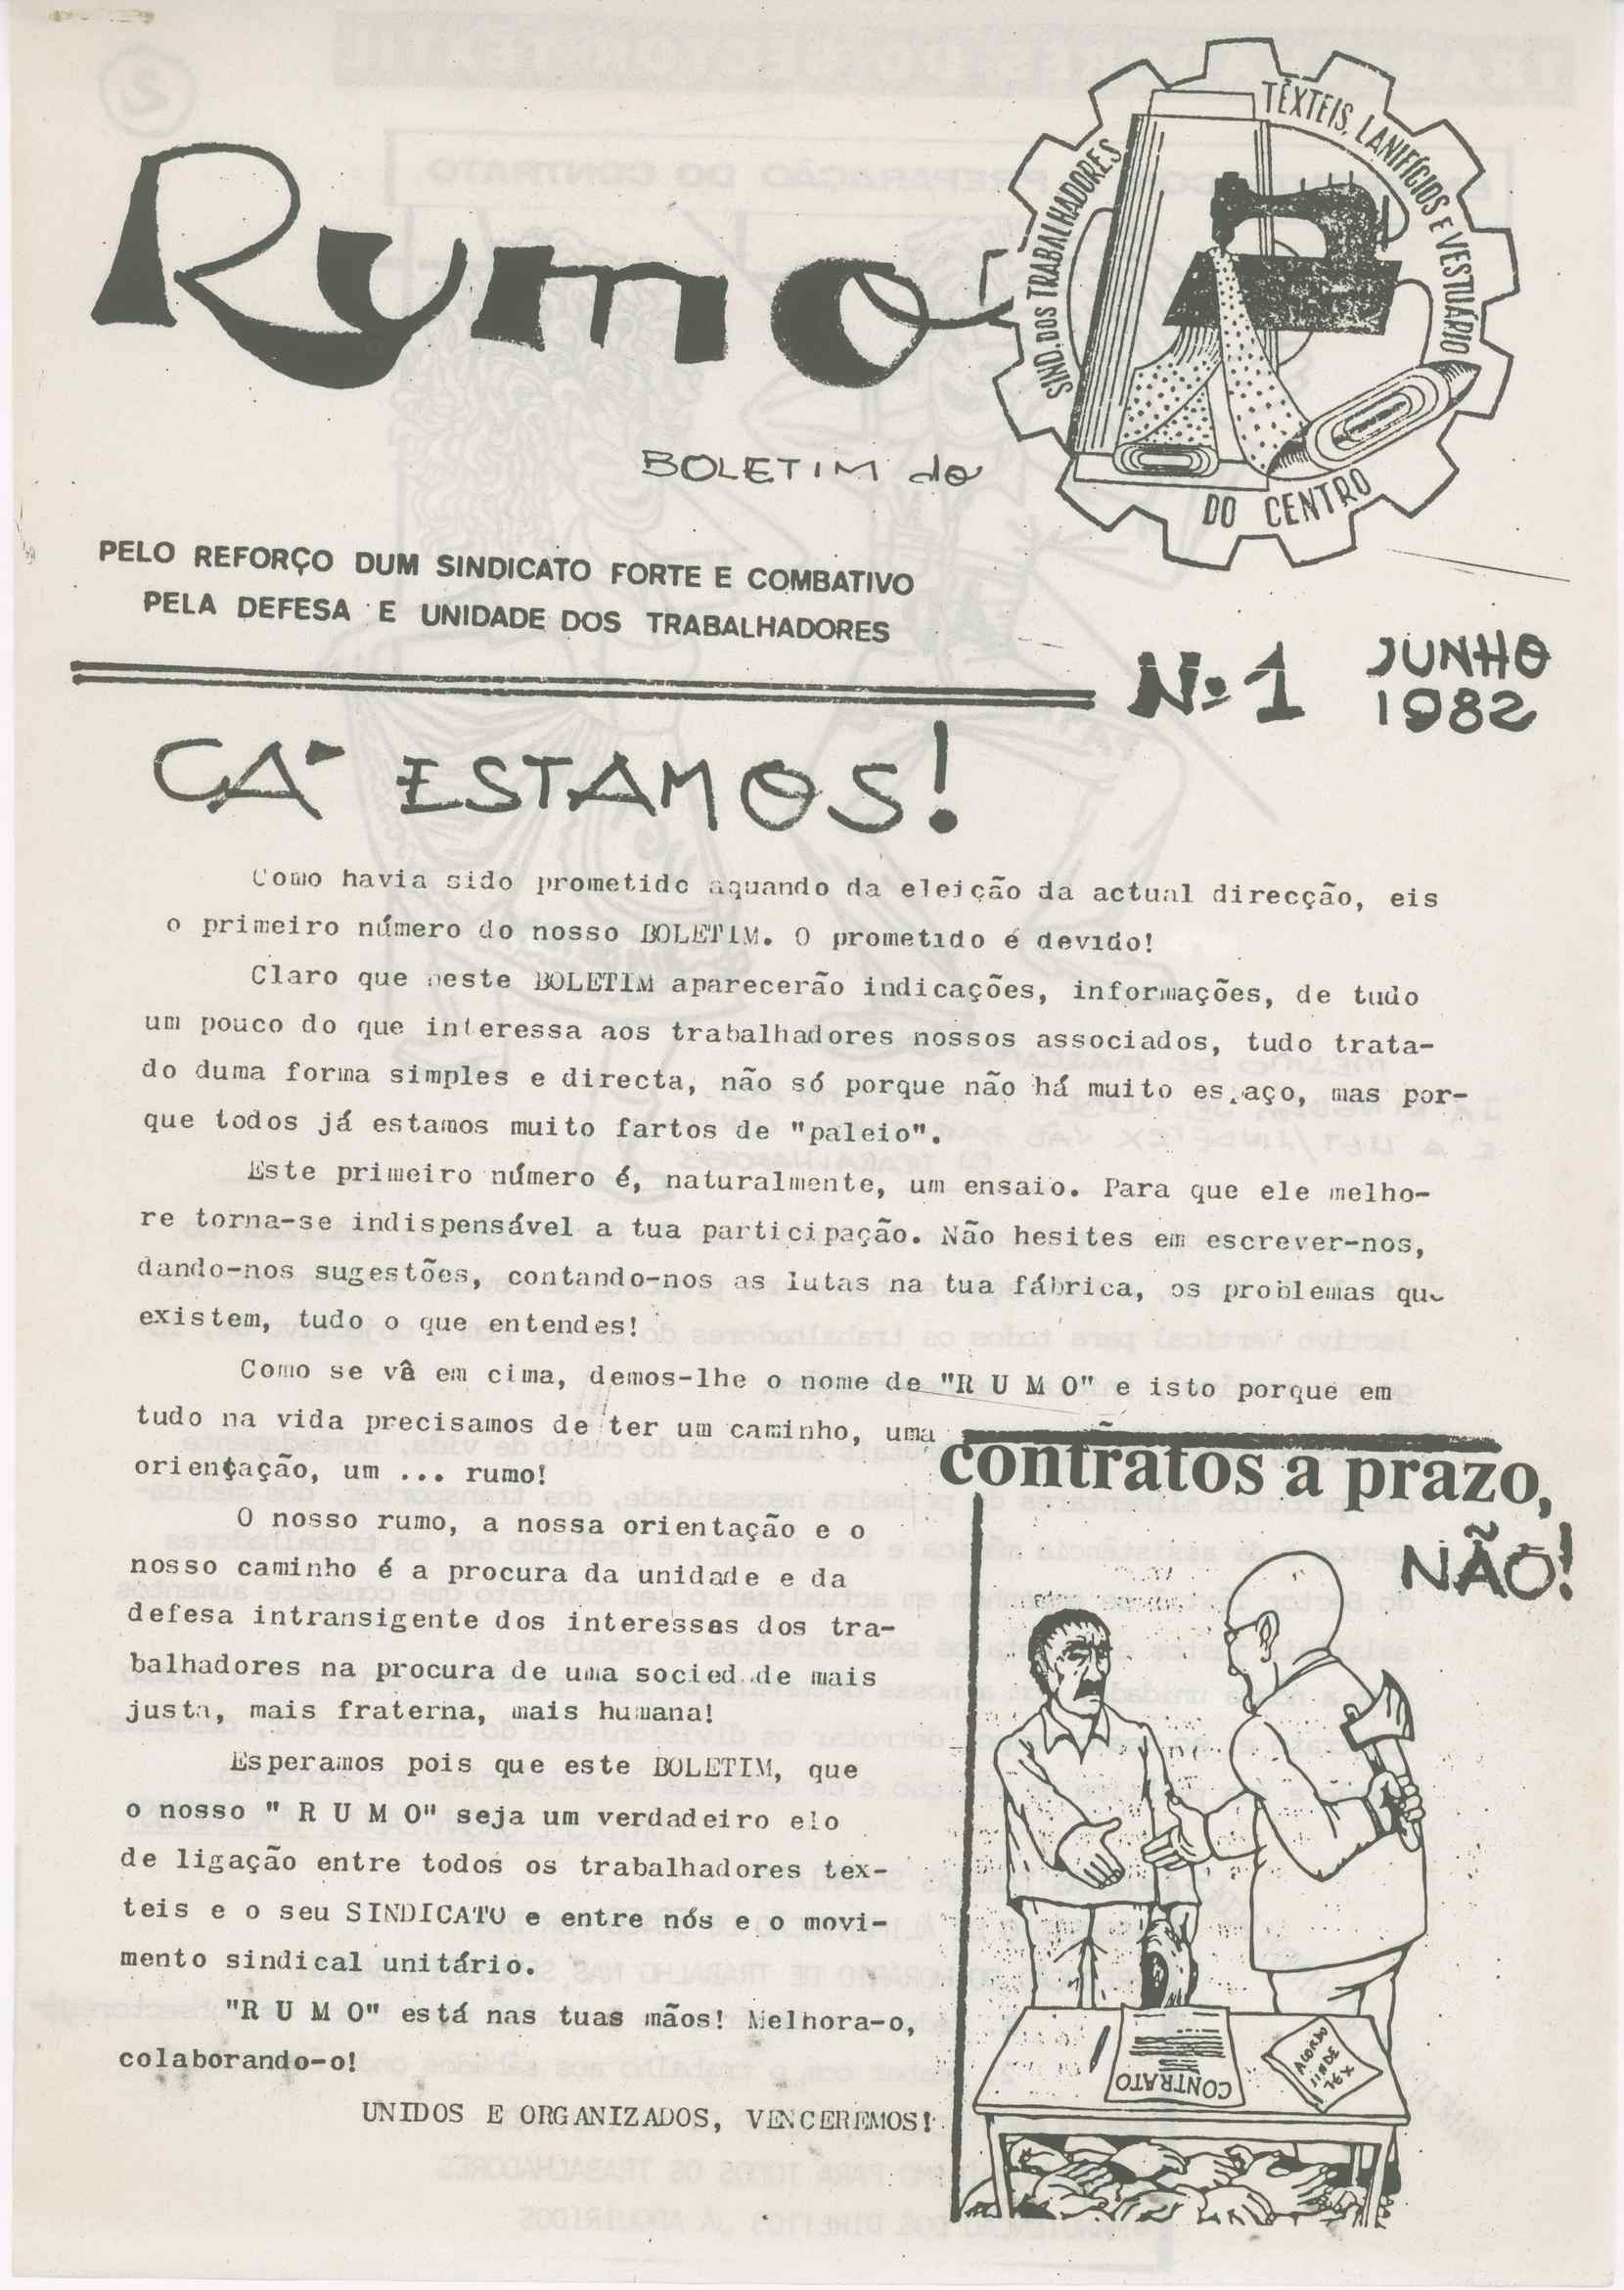 Rumo
SIND. DOS TRABALHADORES
TÊXTEIS, LANIFÍCIOS E VESTUÁRIO
DO CENTRO
BOLETIM do
PELO REFORÇO DUM SINDICATO FORTE E COMBATIVO
PELA DEFESA E UNIDADE DOS TRABALHADORES
Nº 1 JUNHO
1982
CÁ ESTAMOS!
Como havia sido prometido aquando da eleição da actual direcção, eis
o primeiro número do nosso BOLETIM. O prometido é devido!
Claro que neste BOLETIM aparecerão indicações, informações, de tudo
um pouco do que interessa aos trabalhadores nossos associados, tudo trata-
do duma forma simples e directa, não só porque não há muito espaço, mas por-
que todos já estamos muito fartos de "paleio".
Este primeiro número é, naturalmente, um ensaio. Para que ele melho-
re torna-se indispensável a tua participação. Não hesites em escrever-nos,
dando-nos sugestões, contando-nos as lutas na tua fábrica, os problemas que
existem, tudo o que entendes!
Como se vâ em cima, demos-lhe o nome de "R U M O" e isto porque em
tudo na vida precisamos de ter um caminho, uma
orientação, um ... rumo!
O nosso rumo, a nossa orientação e o
nosso caminho é a procura da unidade e da
defesa intransigente dos interesses dos tra-
balhadores na procura de uma sociedade mais
justa, mais fraterna, mais humana!
Esperamos pois que este BOLETIM, que
o nosso " R U M O" seja um verdadeiro elo
de ligação entre todos os trabalhadores tex-
teis e o seu SINDICATO e entre nós e o movi-
mento sindical unitário.
"R U M O" está nas tuas mãos! Melhora-o,
colaborando-o!
UNIDOS E ORGANIZADOS, VENCEREMOS!
contratos a prazo,
NÃO!
CONTRATO
ACORDO
SINDE
TEX